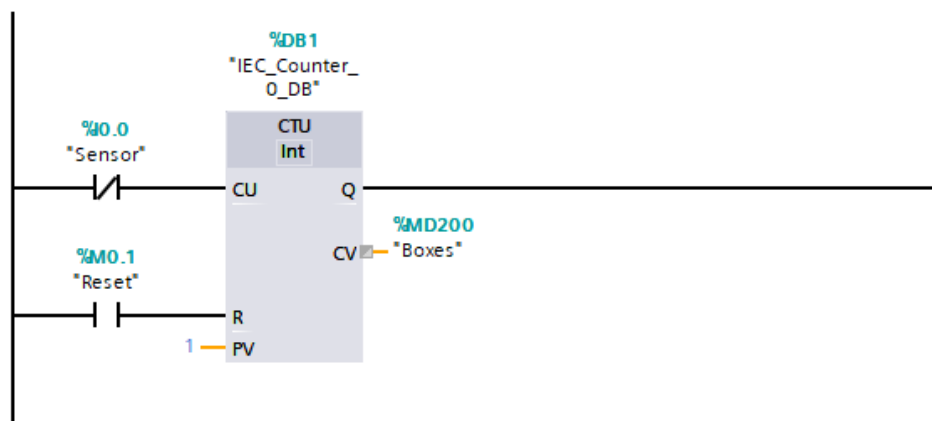 %DB1
"IEC_Counter_
0_DB"
CTU
Int
%I0.0
"Sensor"
CU
Q
%MD200
"Boxes"
CV
%M0.1
"Reset"
R
1
PV